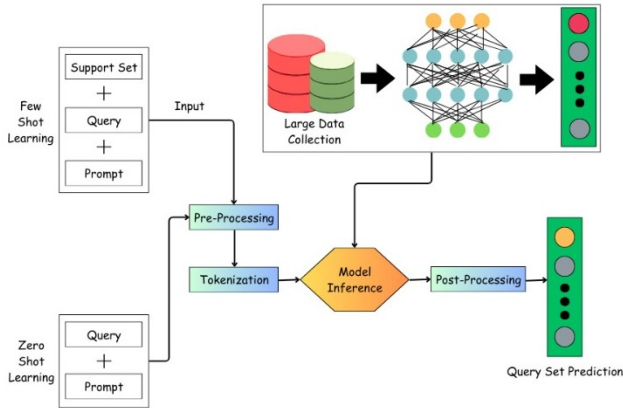 Few
Shot
Learning
Support Set
+
Query
+
Prompt
Input
Large Data
Collection
Pre-Processing
Tokenization
Model
Inference
Post-Processing
Query Set Prediction
Zero
Shot
Learning
Query
+
Prompt